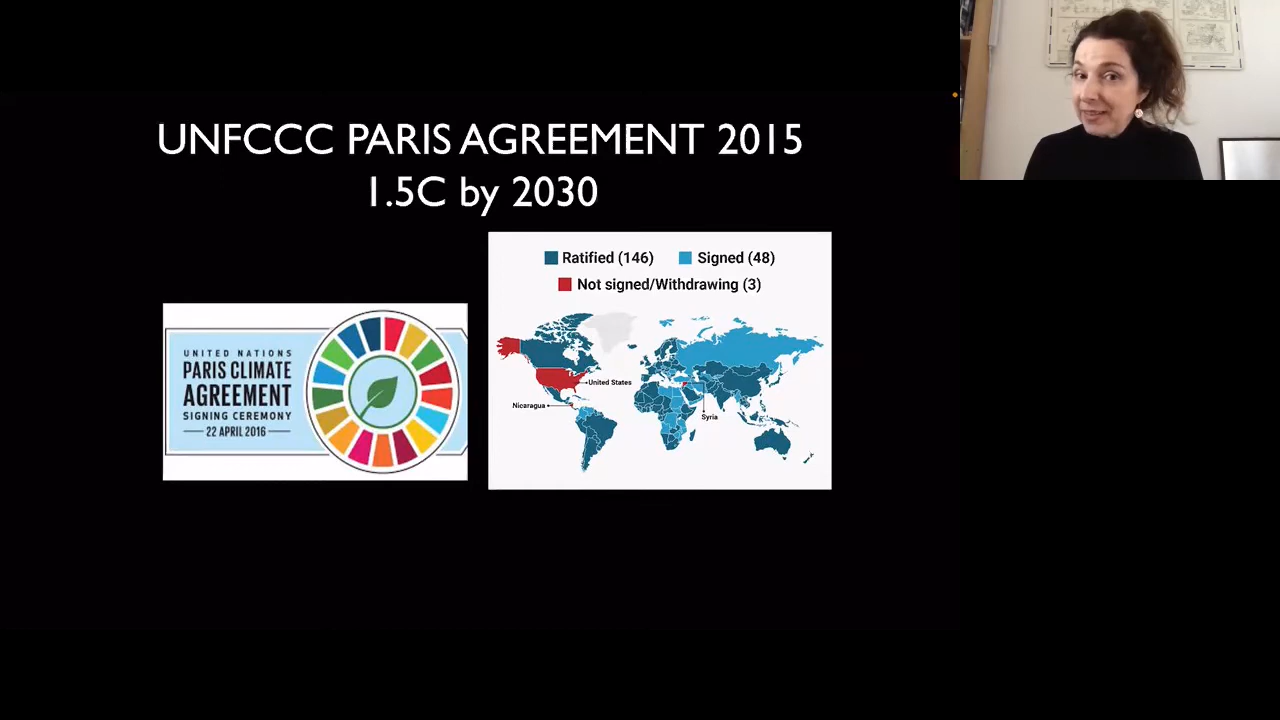 UNFCCC PARIS AGREEMENT 2015
1.5C by 2030
UNITED NATIONS
PARIS CLIMATE
AGREEMENT
SIGNING CEREMONY
22 APRIL 2016
Ratified (146) Signed (48)
Not signed/Withdrawing (3)
United States
Nicaragua
Syria